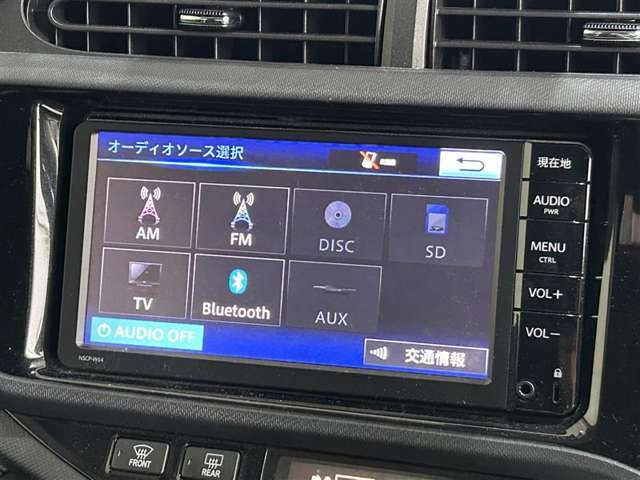 オーディオソース選択
現在地
AUDIO
PWR
AM
FM
DISC
SD
MENU
CTRL
TV
Bluetooth
AUX
VOL+
VOL−
AUDIO OFF
交通情報
NSCP-W64
FRONT
REAR